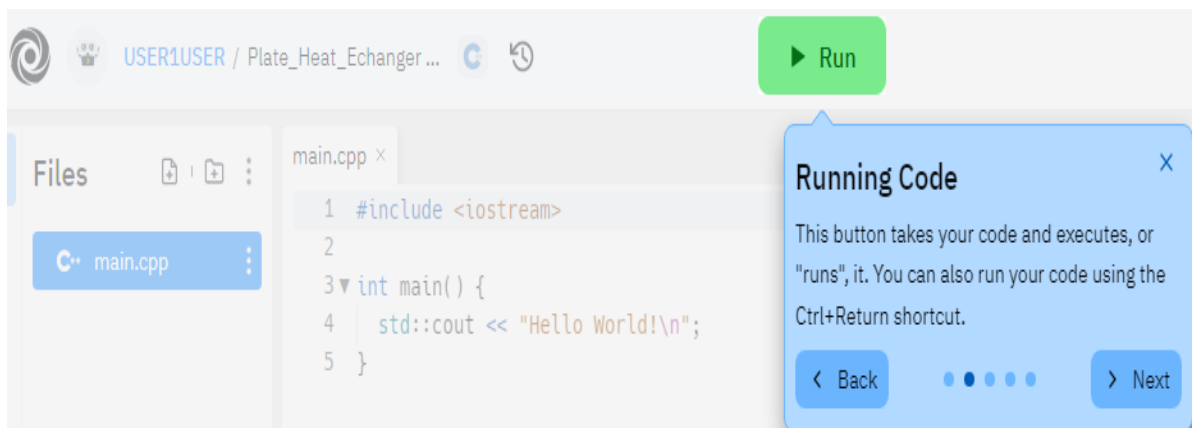 USER1USER / Plate_Heat_Echanger ...
Run
Files
main.cpp
C++ main.cpp
1 #include <iostream>
2
3 int main() {
4 std::cout << "Hello World!\n";
5 }
Running Code
This button takes your code and executes, or
"runs", it. You can also run your code using the
Ctrl+Return shortcut.
Back
Next